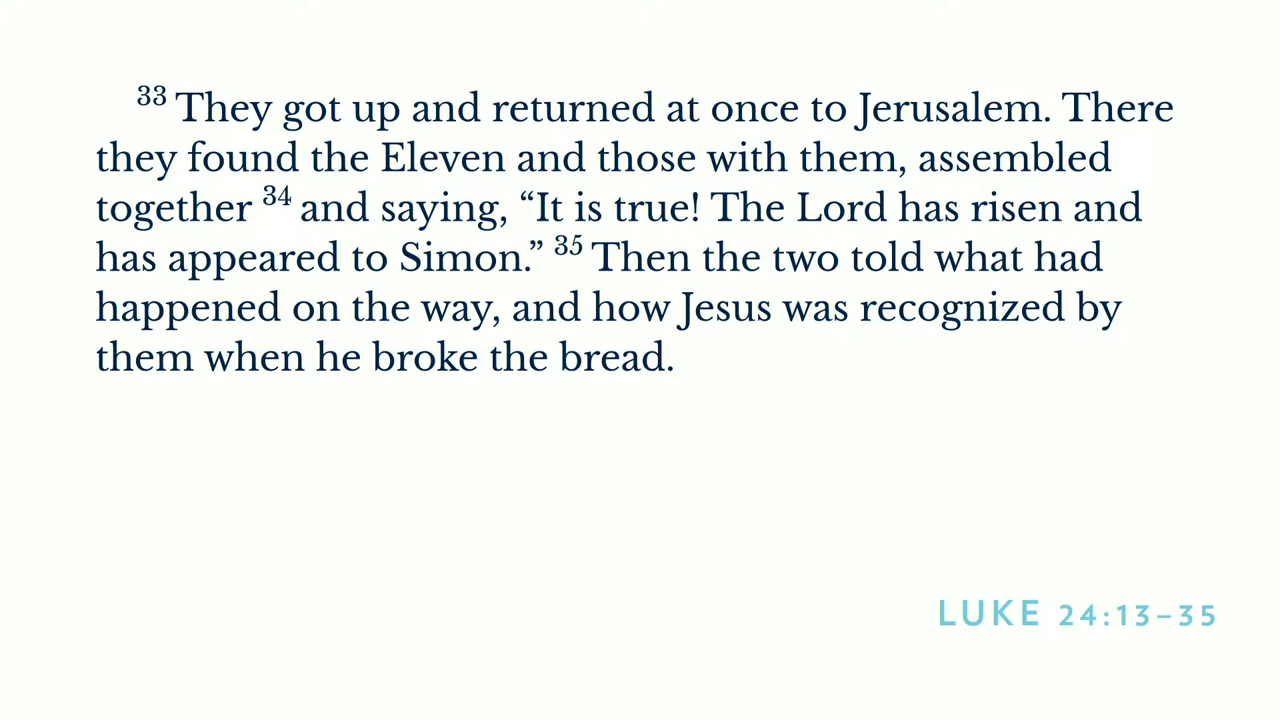 33 They got up and returned at once to Jerusalem. There
they found the Eleven and those with them, assembled
together 34 and saying, “It is true! The Lord has risen and
has appeared to Simon.” 35 Then the two told what had
happened on the way, and how Jesus was recognized by
them when he broke the bread.
LUKE 24:13–35